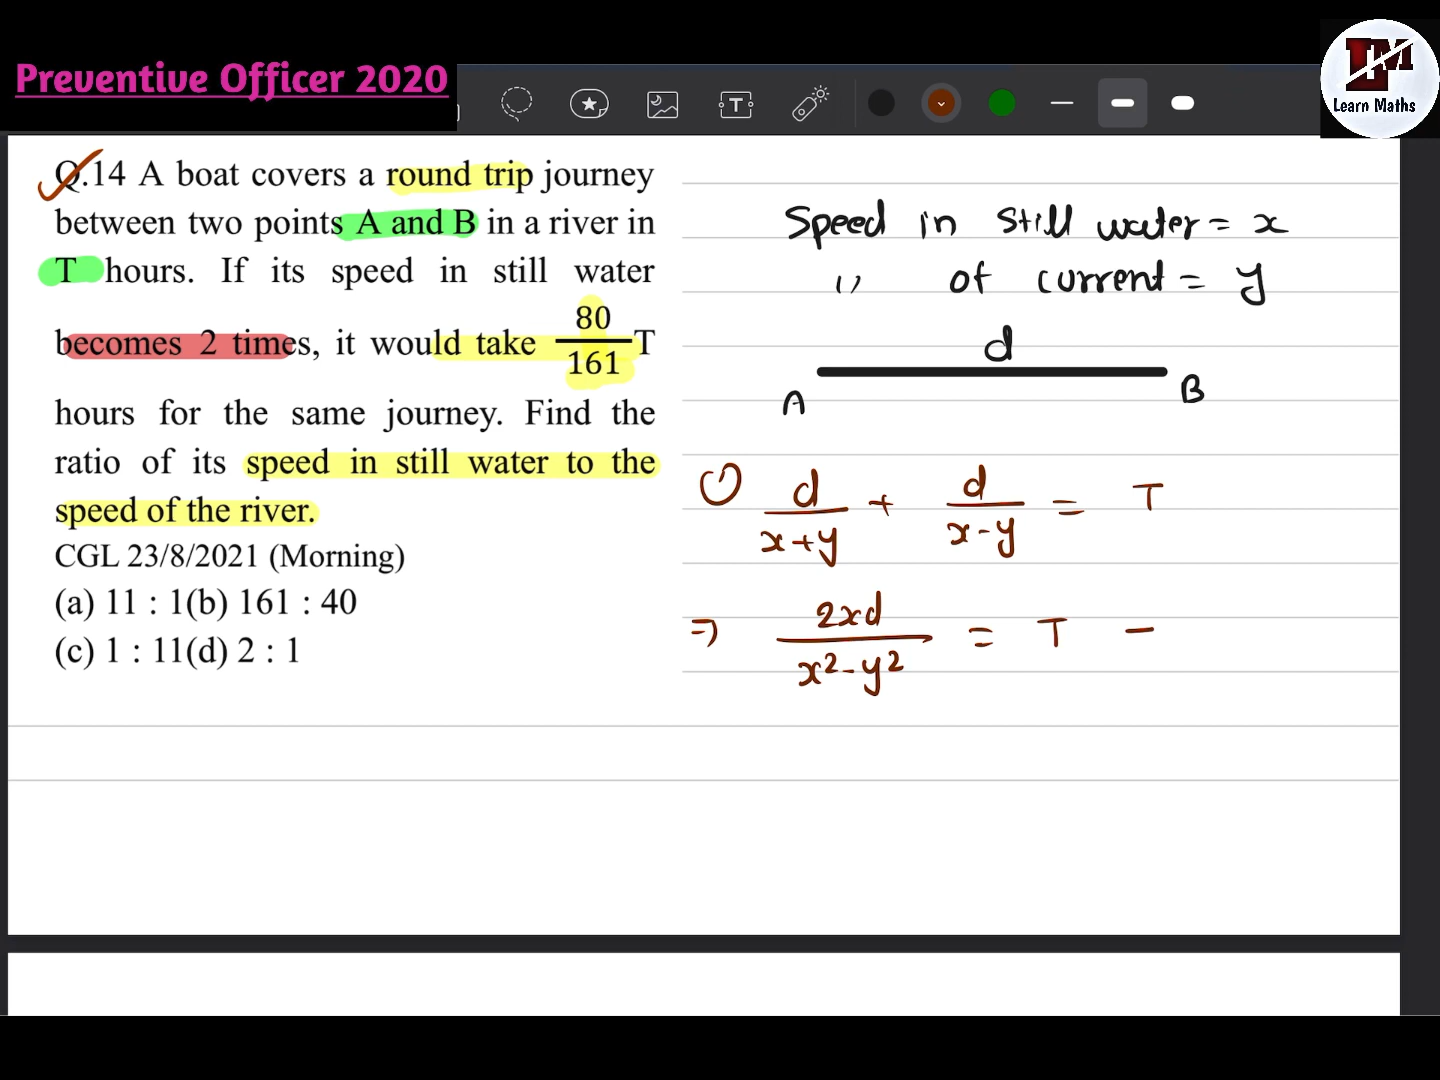 Preventive Officer 2020
LM
Learn Maths
T
Q.14 A boat covers a round trip journey
between two points A and B in a river in
T hours. If its speed in still water
becomes 2 times, it would take 80/161 T
hours for the same journey. Find the
ratio of its speed in still water to the
speed of the river.
CGL 23/8/2021 (Morning)
(a) 11 : 1(b) 161 : 40
(c) 1 : 11(d) 2 : 1
Speed in still water = x
" of current = y
d
A B
① d/(x+y) + d/(x-y) = T
⇒ 2xd/(x²-y²) = T -